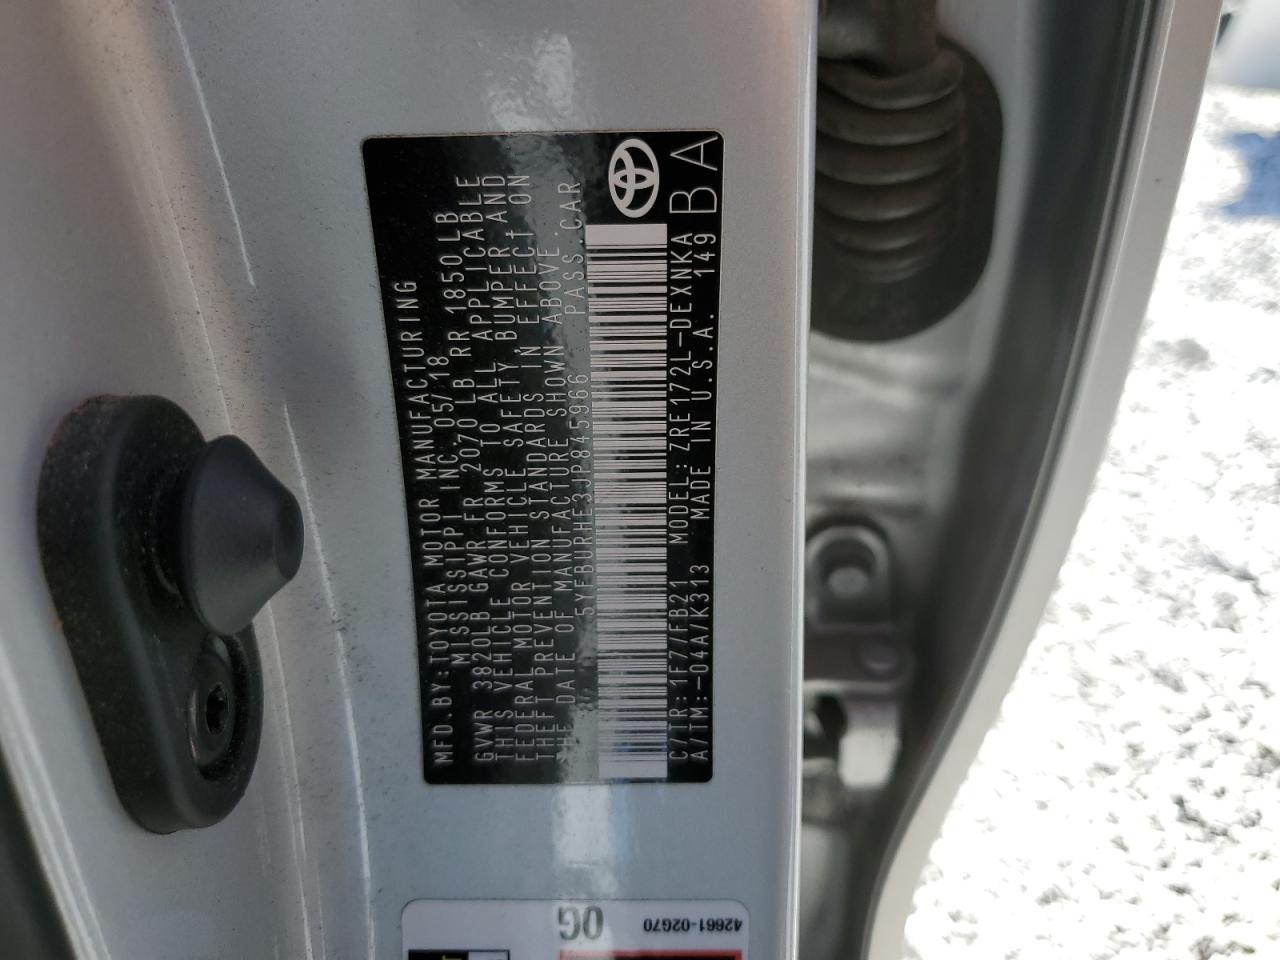 MFD. BY: TOYOTA MOTOR MANUFACTURING
MISSISSIPPI INC. 05/18
GVWR 3820LB GAWR FR 2070 LB RR 1850 LB
THIS VEHICLE CONFORMS TO ALL APPLICABLE
FEDERAL MOTOR VEHICLE SAFETY, BUMPER, AND
THEFT PREVENTION STANDARDS IN EFFECT ON
THE DATE OF MANUFACTURE SHOWN ABOVE.
5YFBURHE3JP845966 PASS. CAR
C/TR: 1F7/FB21 MODEL: ZRE172L-DEXNKA
A/TM: -04A/K313 MADE IN U.S.A. 149
BA
0G
42661-02G70